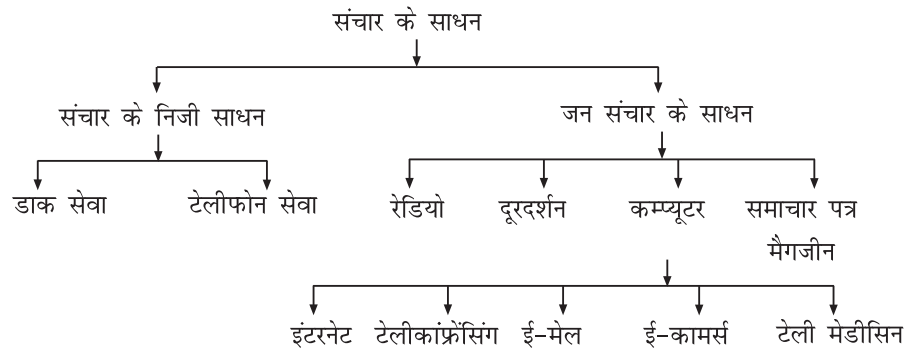 संचार के साधन
संचार के निजी साधन
जन संचार के साधन
डाक सेवा
टेलीफोन सेवा
रेडियो
दूरदर्शन
कम्प्यूटर
समाचार पत्र
मैगजीन
इंटरनेट
टेलीकांफ्रेंसिंग
ई-मेल
ई-कामर्स
टेली मेडीसिन